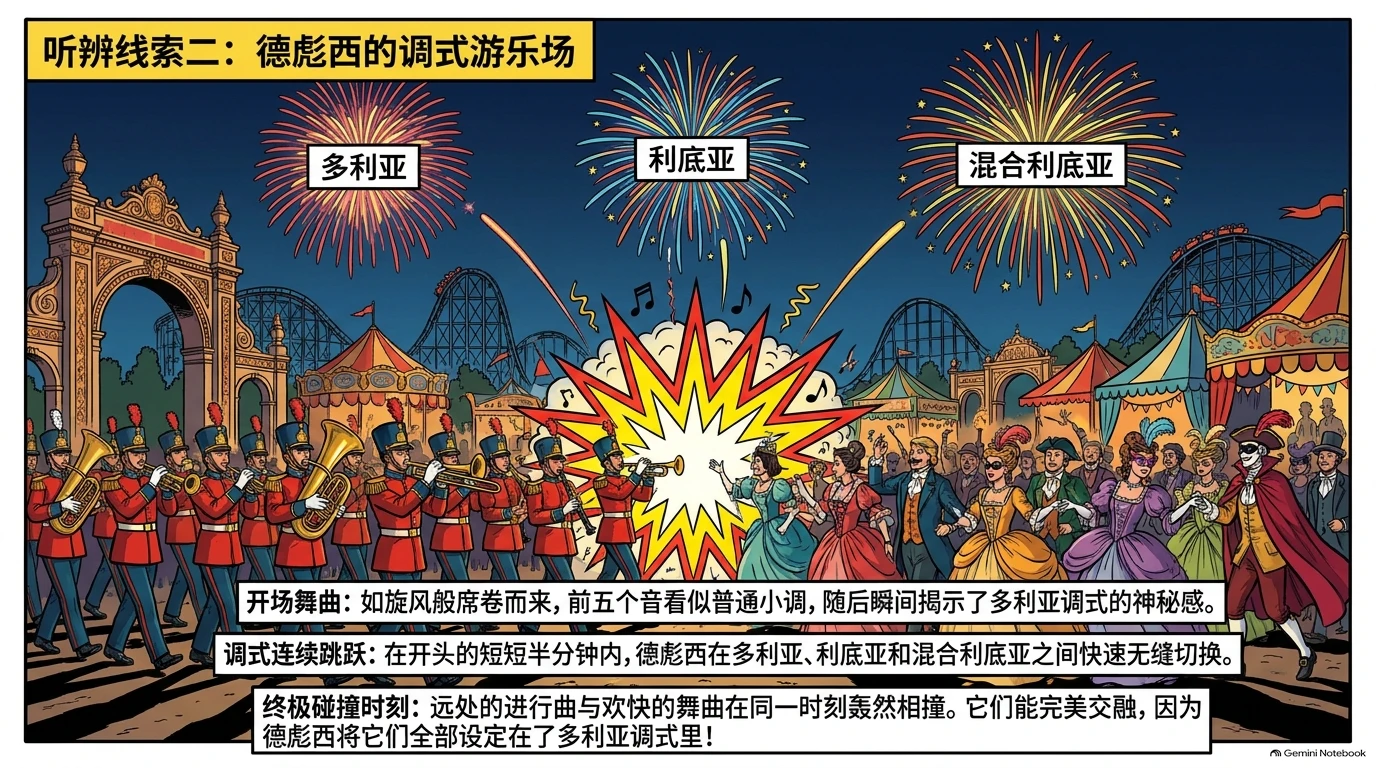 听辨线索二：德彪西的调式游乐场
多利亚
利底亚
混合利底亚
开场舞曲：如旋风般席卷而来，前五个音看似普通小调，随后瞬间揭示了多利亚调式的神秘感。
调式连续跳跃：在开头的短短半分钟内，德彪西在多利亚、利底亚和混合利底亚之间快速无缝切换。
终极碰撞时刻：远处的进行曲与欢快的舞曲在同一时刻轰然相撞。它们能完美交融，因为
德彪西将它们全部设定在了多利亚调式里！
Gemini Notebook